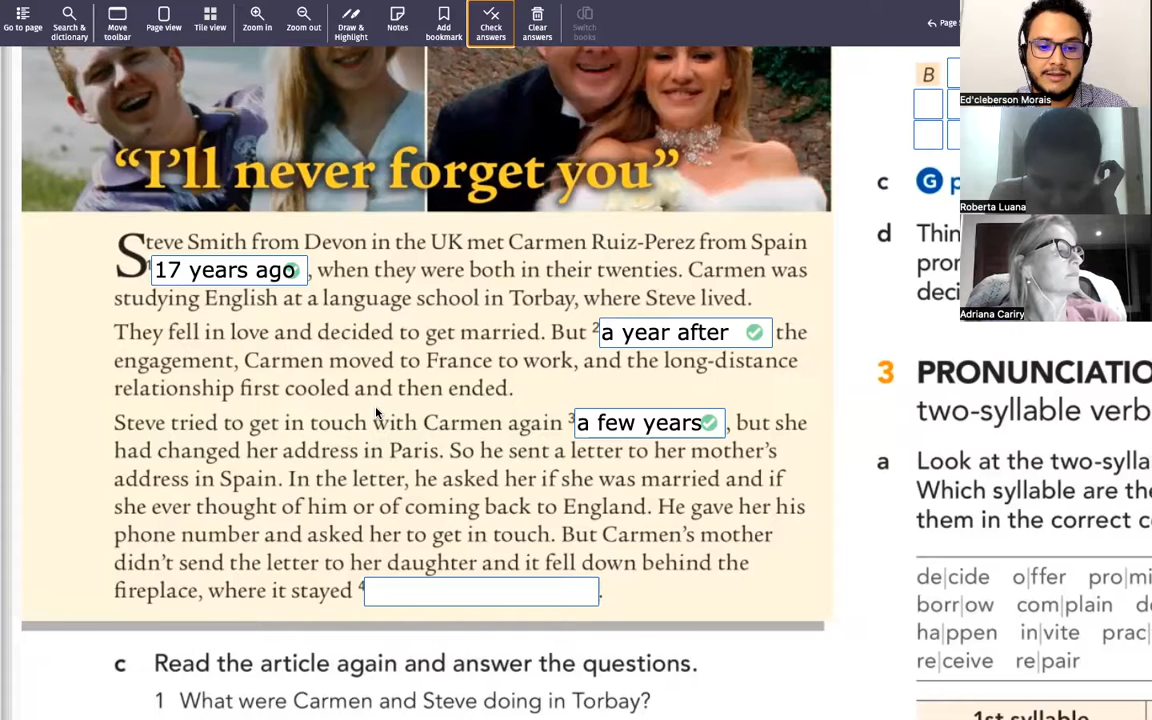 Go to page
Search & dictionary
Move toolbar
Page view
Tile view
Zoom in
Zoom out
Draw & Highlight
Notes
Add bookmark
Check answers
Clear answers
Switch books
Page
Ed'cleberson Morais
Roberta Luana
Adriana Cariry
"I'll never forget you"
Steve Smith from Devon in the UK met Carmen Ruiz-Perez from Spain
1 17 years ago, when they were both in their twenties. Carmen was
studying English at a language school in Torbay, where Steve lived.
They fell in love and decided to get married. But 2 a year after the
engagement, Carmen moved to France to work, and the long-distance
relationship first cooled and then ended.
Steve tried to get in touch with Carmen again 3 a few years, but she
had changed her address in Paris. So he sent a letter to her mother's
address in Spain. In the letter, he asked her if she was married and if
she ever thought of him or of coming back to England. He gave her his
phone number and asked her to get in touch. But Carmen's mother
didn't send the letter to her daughter and it fell down behind the
fireplace, where it stayed 4 .
c Read the article again and answer the questions.
1 What were Carmen and Steve doing in Torbay?
B
c G p
d Thin
pron
deci
3 PRONUNCIATIO
two-syllable verb
a Look at the two-sylla
Which syllable are the
them in the correct c
de|cide o|ffer pro|mi
borr|ow com|plain d
ha|ppen in|vite prac|
re|ceive re|pair
1st syllable